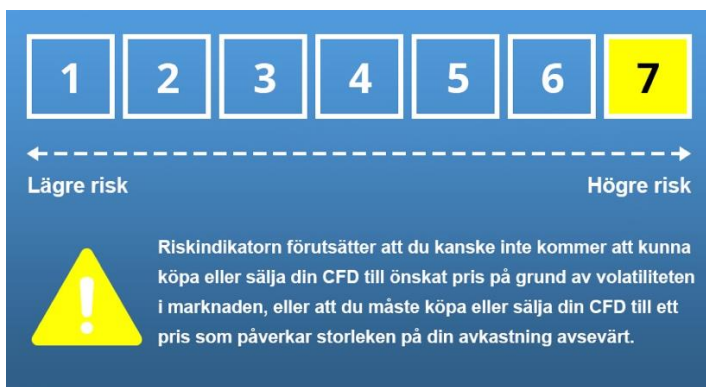 1 2 3 4 5 6 7
Lägre risk Högre risk
Riskindikatorn förutsätter att du kanske inte kommer att kunna
köpa eller sälja din CFD till önskat pris på grund av volatiliteten
i marknaden, eller att du måste köpa eller sälja din CFD till ett
pris som påverkar storleken på din avkastning avsevärt.